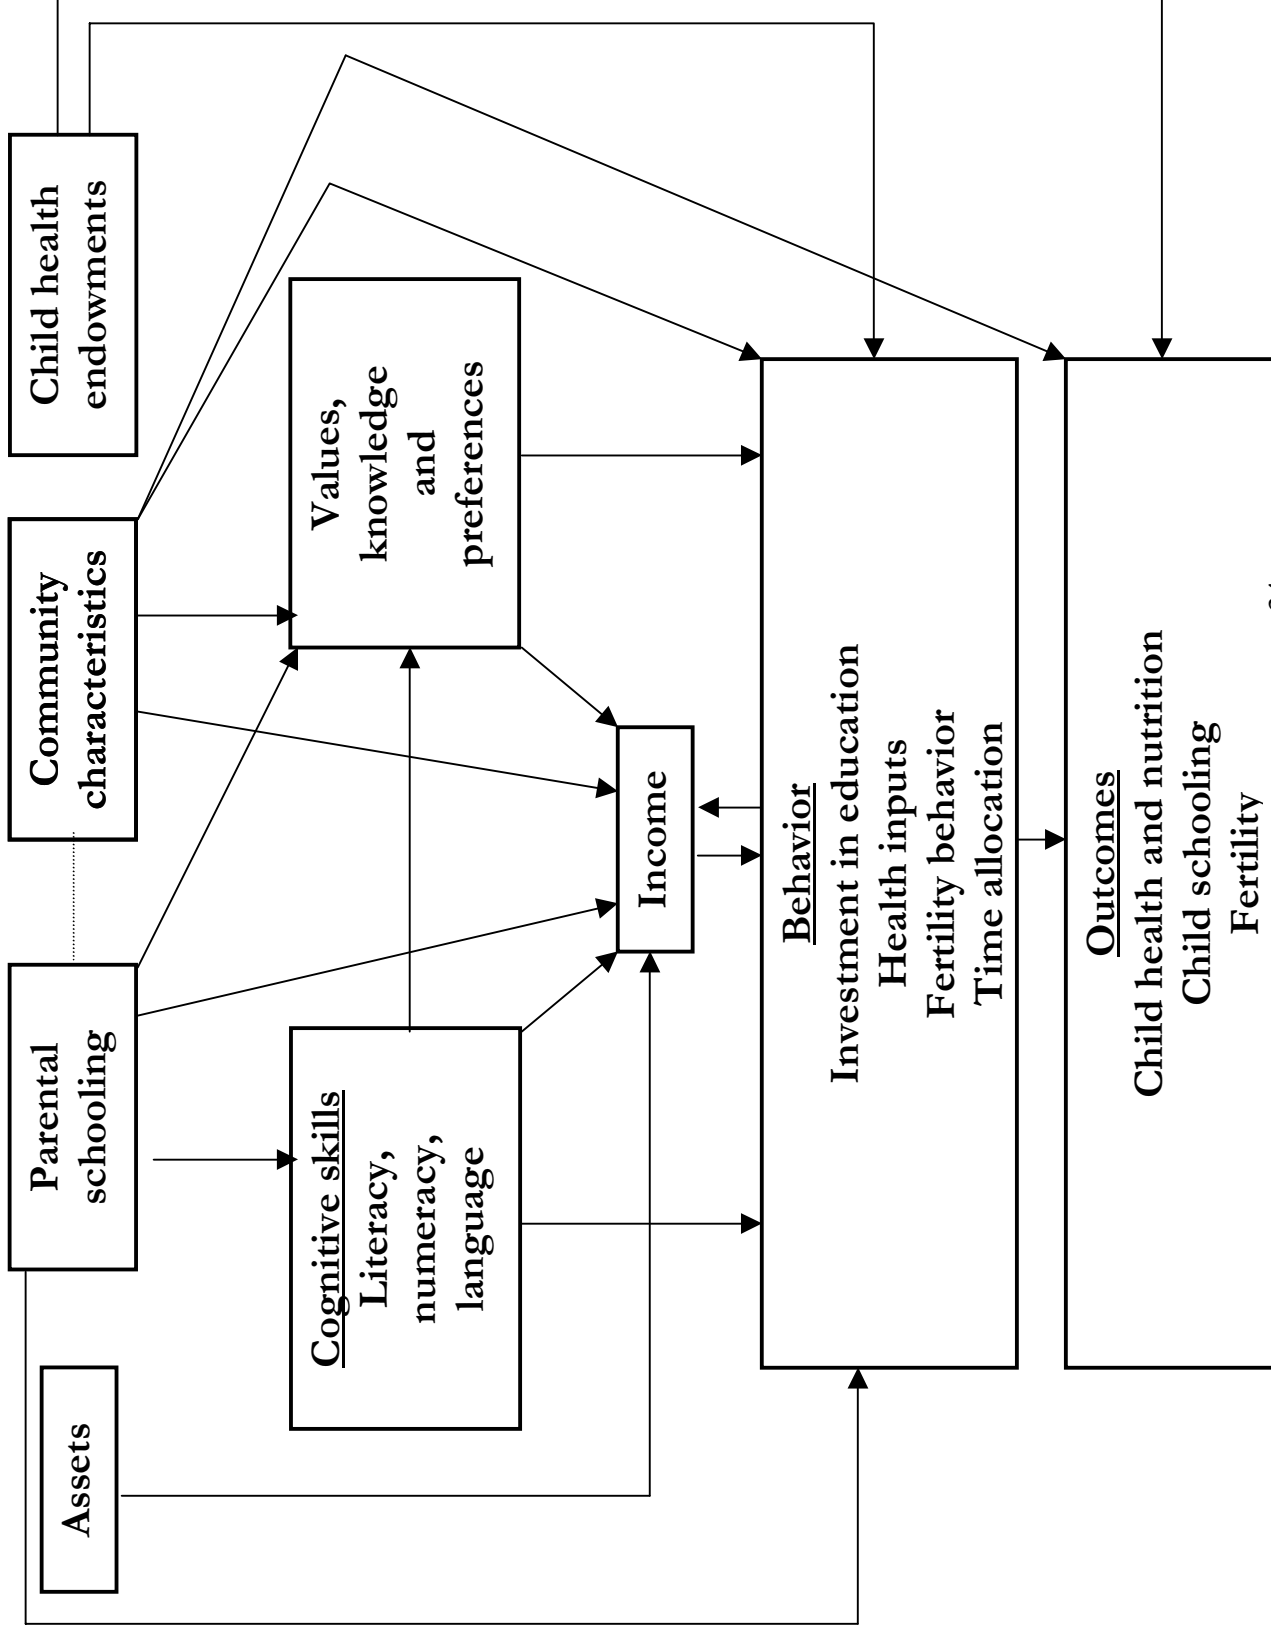 Assets
Parental
schooling
Community
characteristics
Child health
endowments
Cognitive skills
Literacy,
numeracy,
language
Values,
knowledge
and
preferences
Income
Behavior
Investment in education
Health inputs
Fertility behavior
Time allocation
Outcomes
Child health and nutrition
Child schooling
Fertility